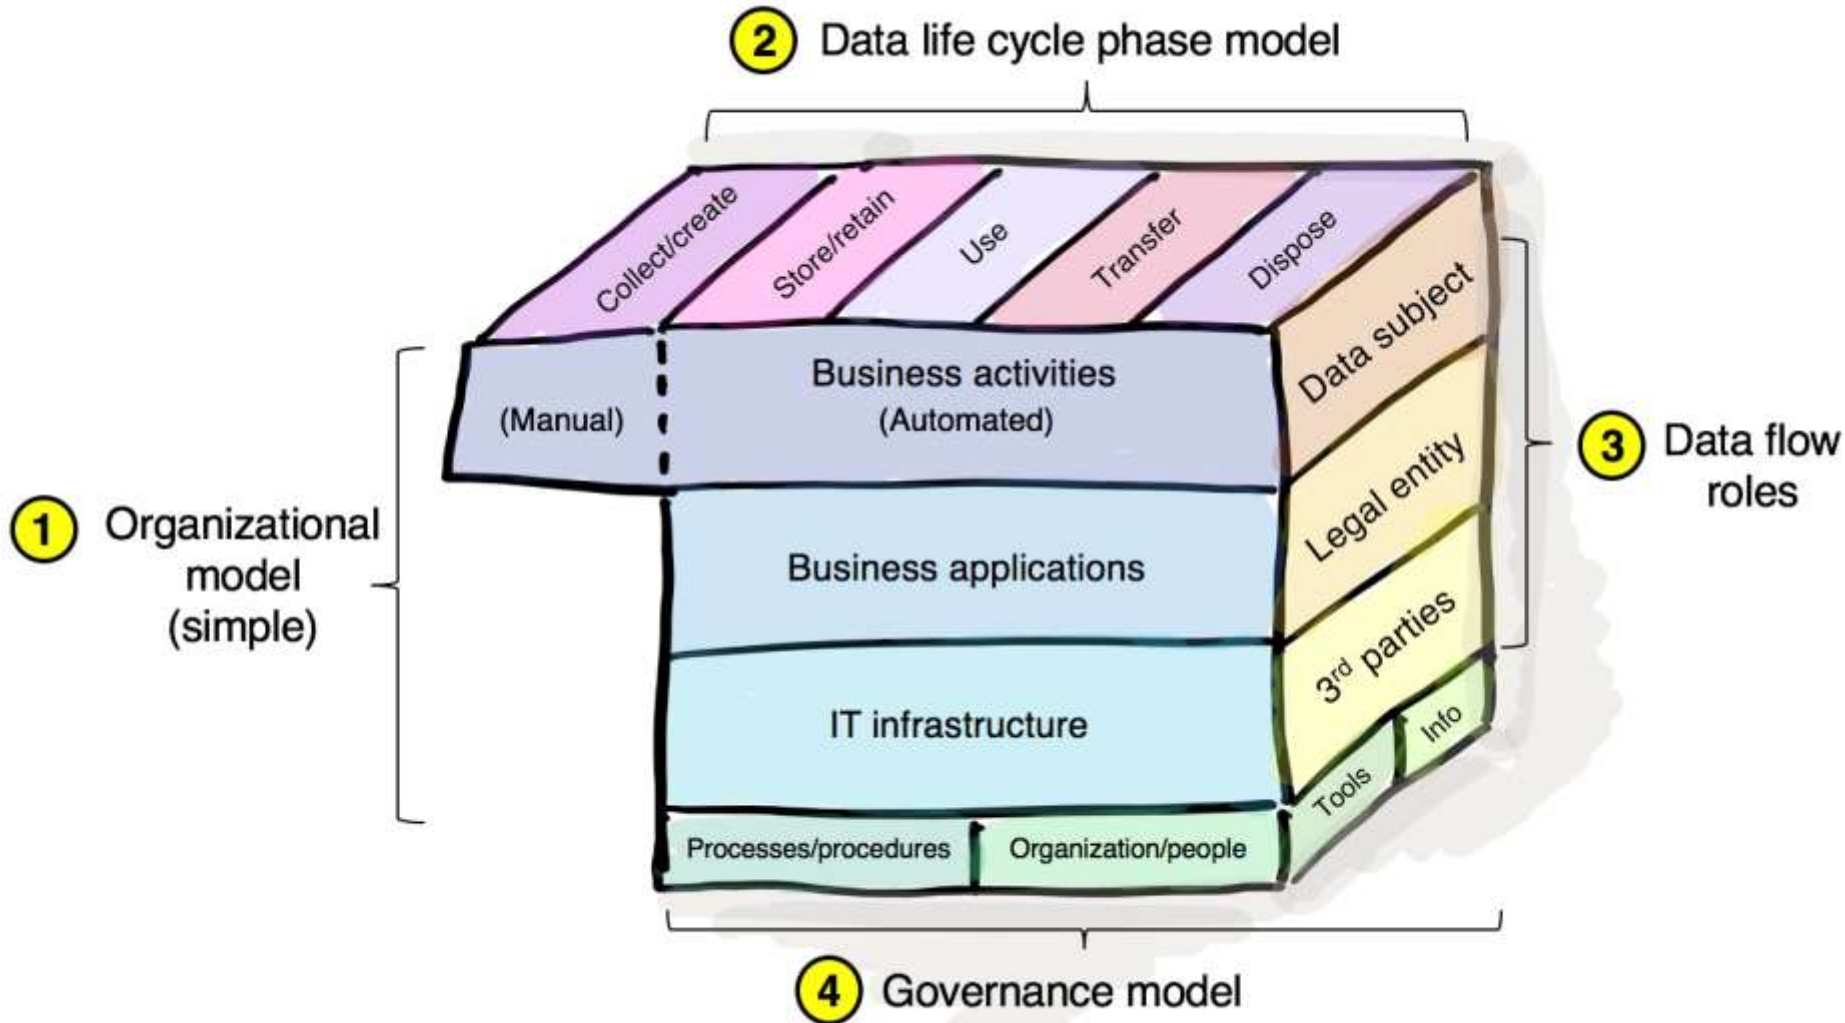 2 Data life cycle phase model
Collect/create
Store/retain
Use
Transfer
Dispose
1 Organizational
model
(simple)
(Manual)
Business activities
(Automated)
Business applications
IT infrastructure
Data subject
Legal entity
3rd parties
3 Data flow
roles
Processes/procedures
Organization/people
Tools
Info
4 Governance model